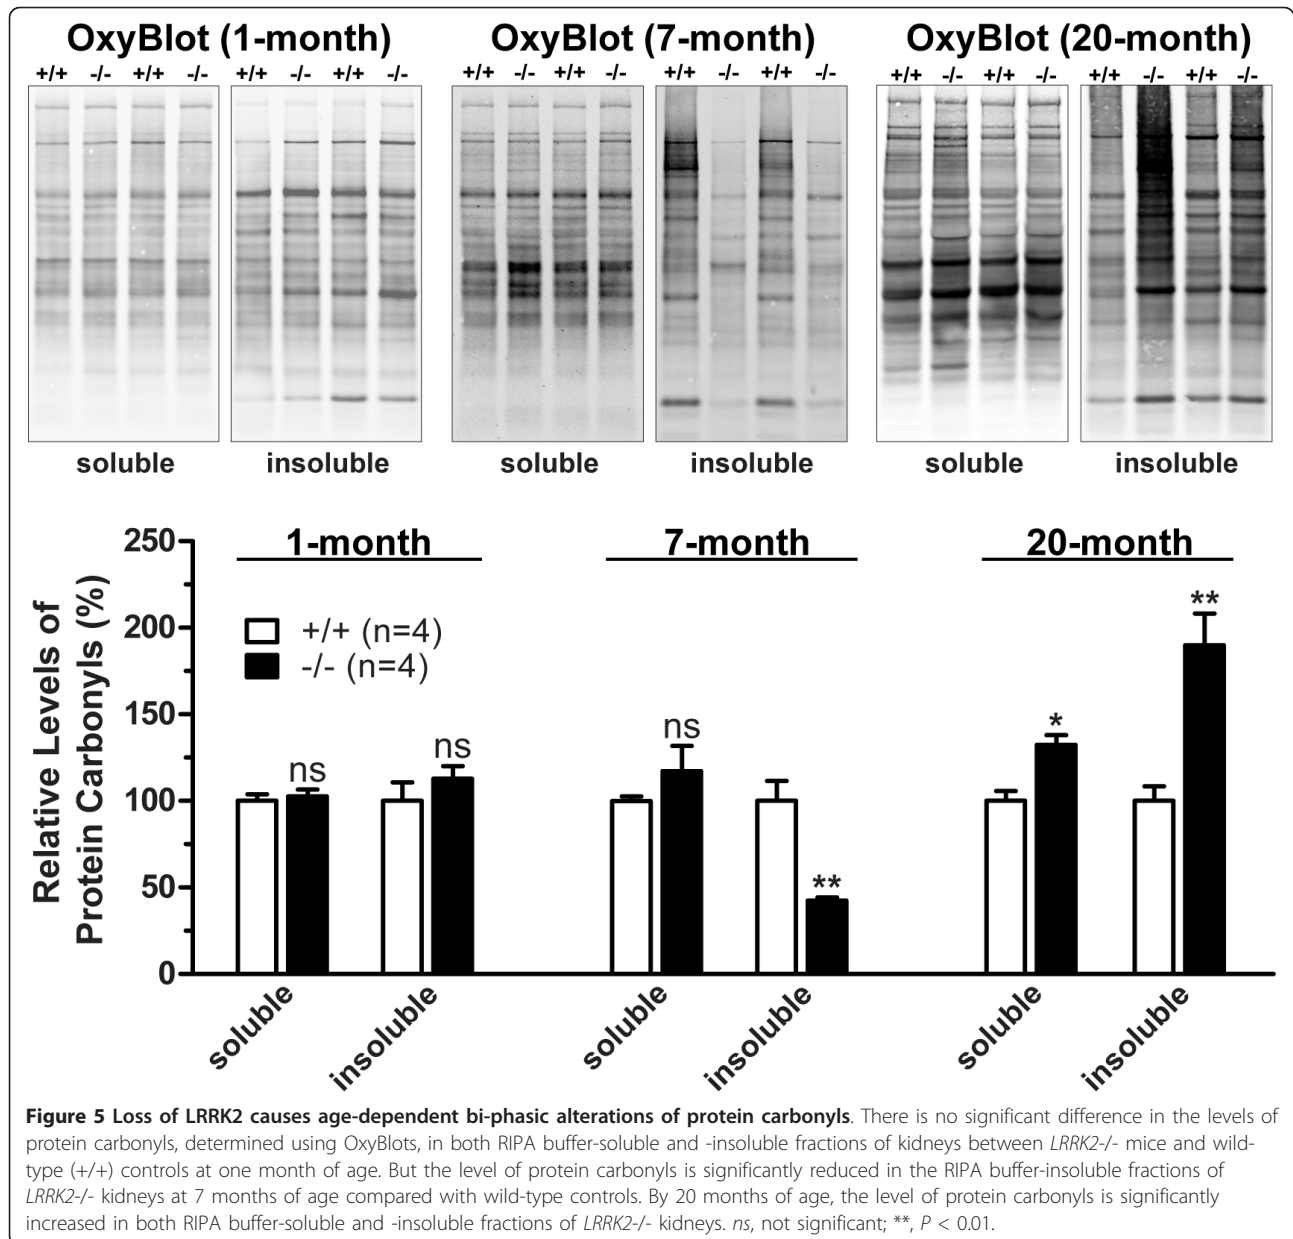 OxyBlot (1-month) OxyBlot (7-month) OxyBlot (20-month)
+/+ -/- +/+ -/- +/+ -/- +/+ -/- +/+ -/- +/+ -/- +/+ -/- +/+ -/- +/+ -/- +/+ -/- +/+ -/- +/+ -/-
soluble insoluble soluble insoluble soluble insoluble
1-month 7-month 20-month
Relative Levels of
Protein Carbonyls (%)
250
200
150
100
50
0
+/+ (n=4)
-/- (n=4)
ns ns ns ** * **
soluble insoluble soluble insoluble soluble insoluble
Figure 5 Loss of LRRK2 causes age-dependent bi-phasic alterations of protein carbonyls. There is no significant difference in the levels of
protein carbonyls, determined using OxyBlots, in both RIPA buffer-soluble and -insoluble fractions of kidneys between LRRK2-/- mice and wild-
type (+/+) controls at one month of age. But the level of protein carbonyls is significantly reduced in the RIPA buffer-insoluble fractions of
LRRK2-/- kidneys at 7 months of age compared with wild-type controls. By 20 months of age, the level of protein carbonyls is significantly
increased in both RIPA buffer-soluble and -insoluble fractions of LRRK2-/- kidneys. ns, not significant; **, P < 0.01.